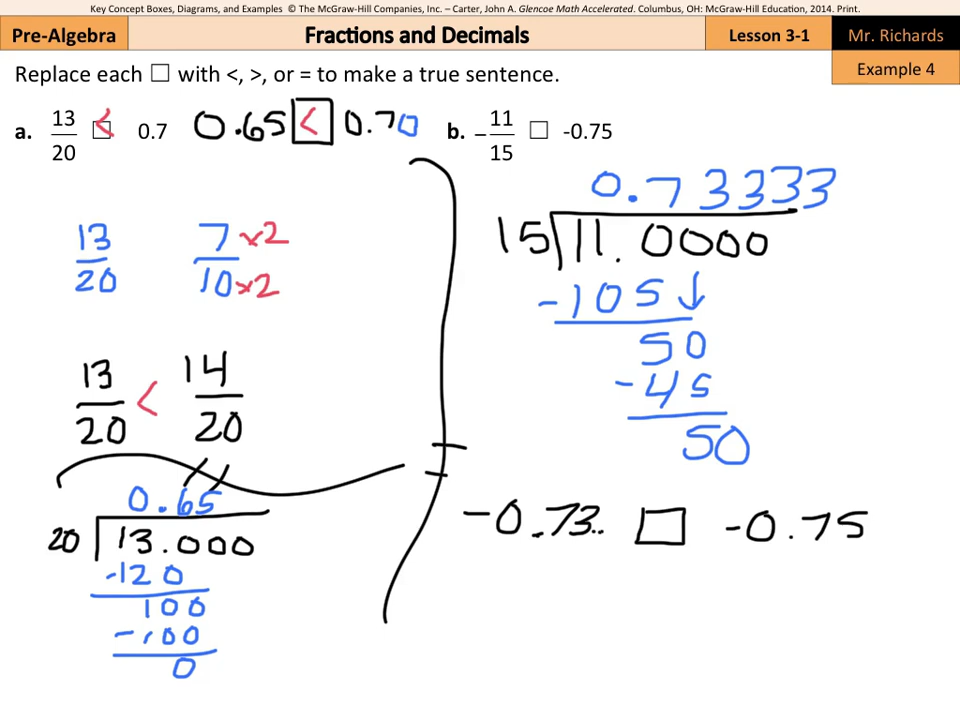 Key Concept Boxes, Diagrams, and Examples © The McGraw-Hill Companies, Inc. – Carter, John A. Glencoe Math Accelerated. Columbus, OH: McGraw-Hill Education, 2014. Print.
Pre-Algebra
Fractions and Decimals
Lesson 3-1
Mr. Richards
Example 4
Replace each □ with <, >, or = to make a true sentence.
a. 13/20 □ < 0.7
0.65 < 0.70
b. –11/15 □ -0.75
13/20 7/10 ×2 ×2
13/20 < 14/20
0.65
20 13.000
-120
100
-100
0
0.73333
15 11.0000
-105↓
50
-45
50
-0.73.. □ -0.75